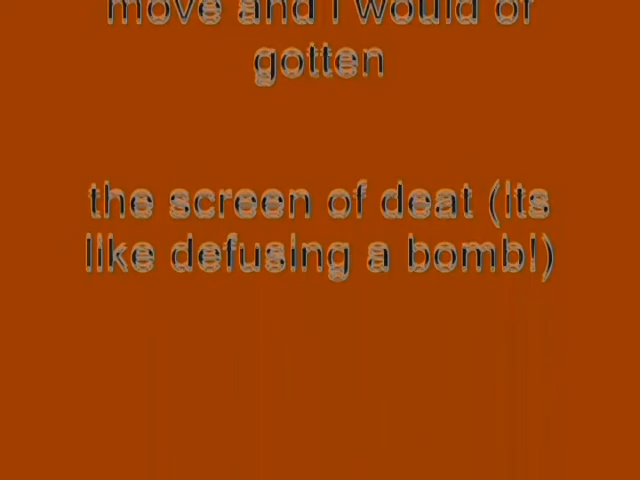 move and I would of
gotten
the screen of deat (Its
like defusing a bomb!)